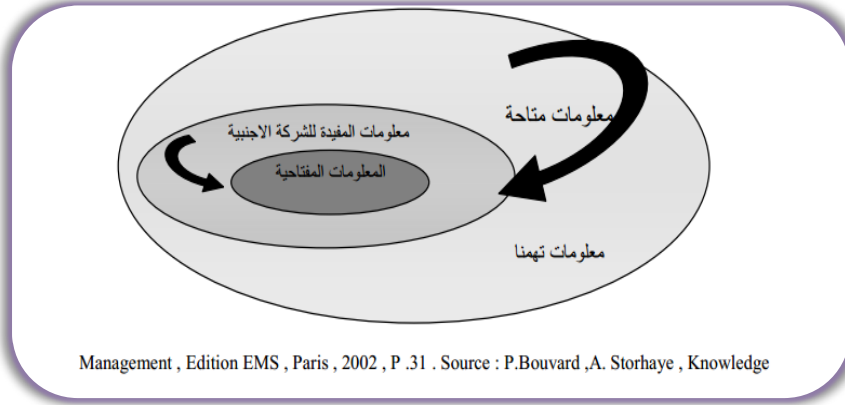 معلومات متاحة
معلومات المفيدة للشركة الاجنبية
المعلومات المفتاحية
معلومات تهمنا
Management , Edition EMS , Paris , 2002 , P .31 . Source : P.Bouvard ,A. Storhaye , Knowledge